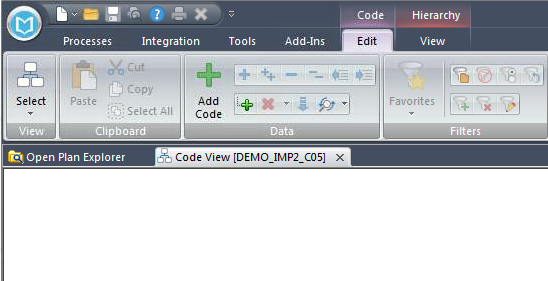 Code Hierarchy
Processes Integration Tools Add-Ins Edit View
Select
View
Paste
Cut
Copy
Select All
Clipboard
Add
Code
Data
Favorites
Filters
Open Plan Explorer Code View [DEMO_IMP2_C05]